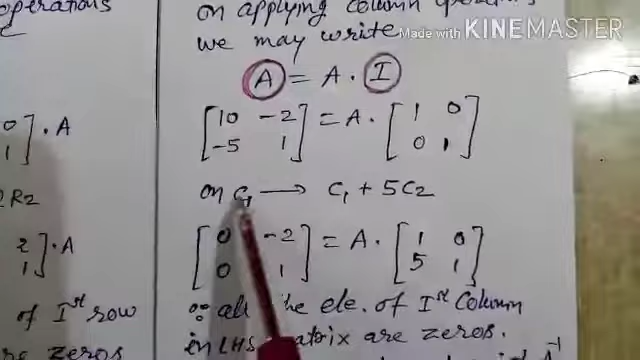 operations
on applying column
we may write
Made with KINEMASTER
A = A . I
0
1 ] . A
[ 10 -2
-5 1 ] = A . [ 1 0
0 1 ]
R2
on C1 → C1 + 5C2
2
1 ] . A
[ 0 -2
0 1 ] = A . [ 1 0
5 1 ]
of Ist row
∵ all the ele. of Ist Column
are zeros
in LHS matrix are zeros.